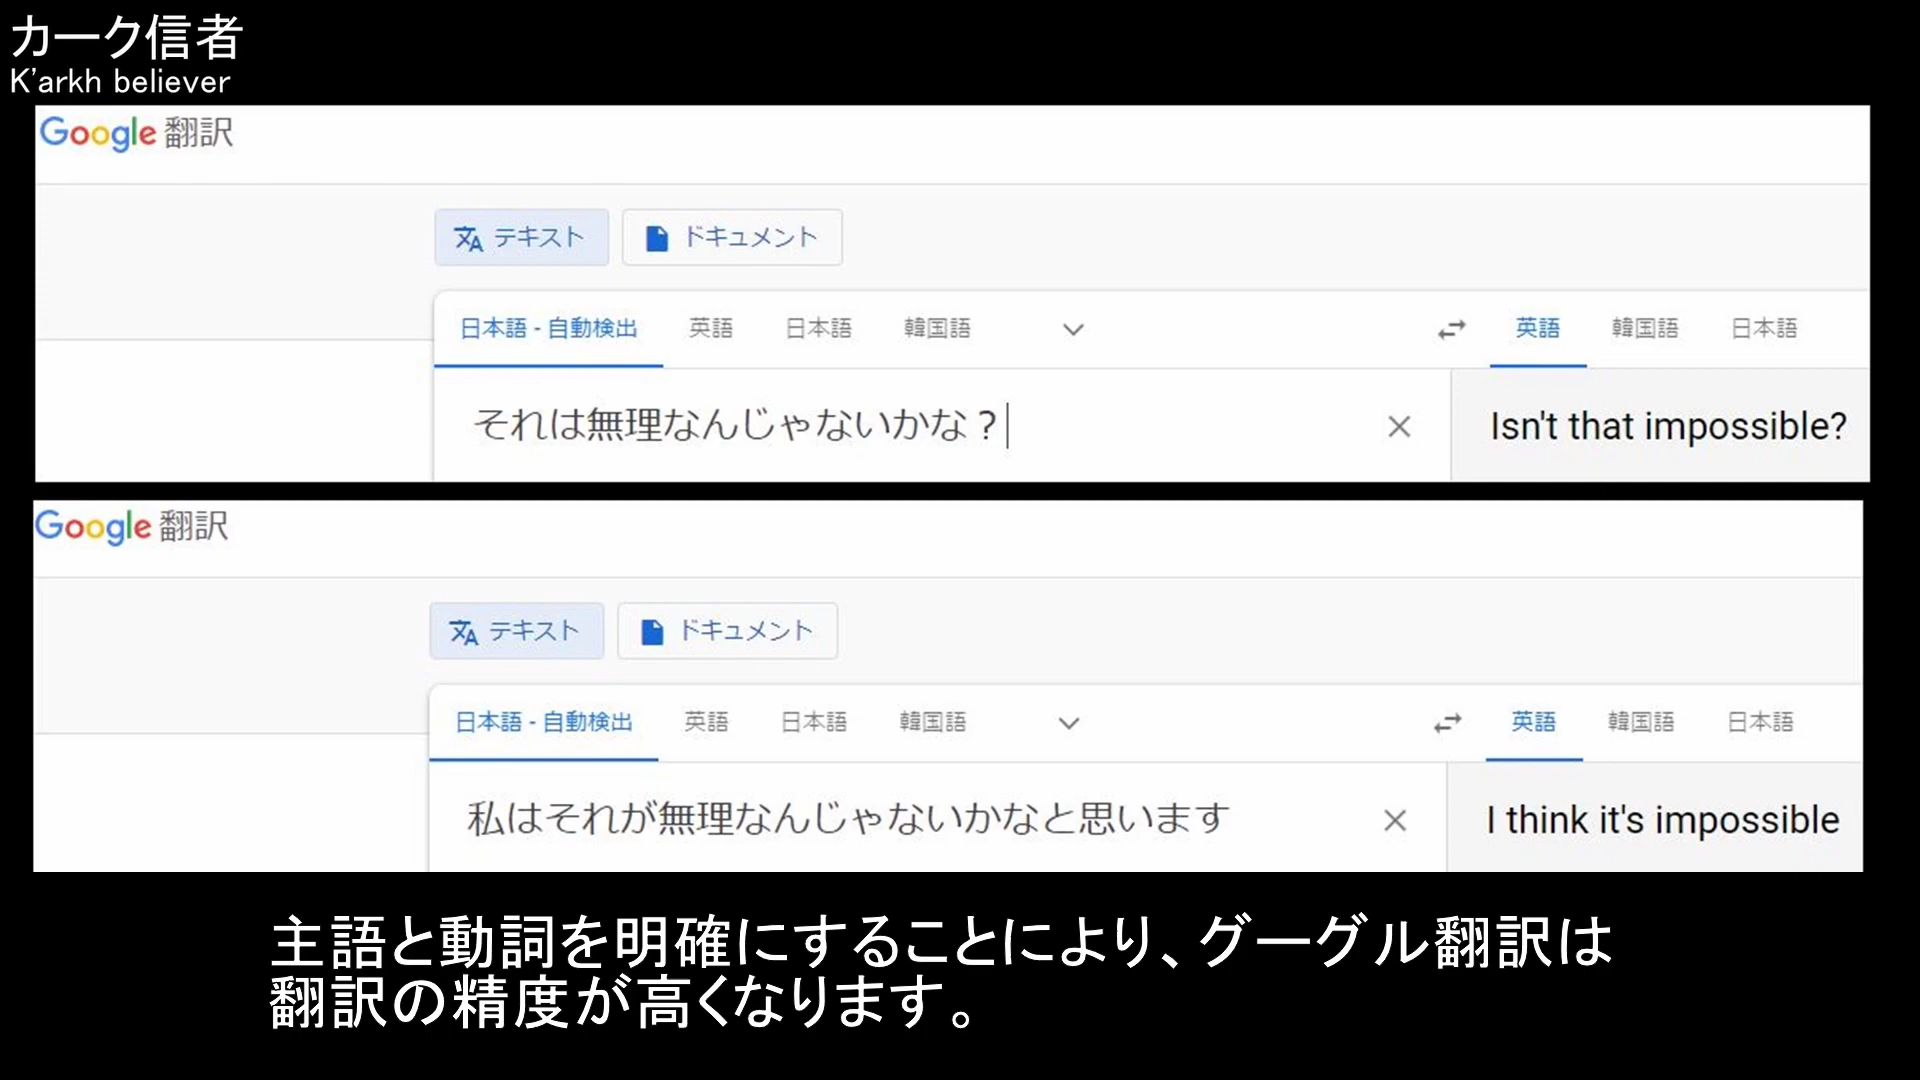 カーク信者
K'arkh believer
Google 翻訳
テキスト ドキュメント
日本語 - 自動検出 英語 日本語 韓国語 英語 韓国語 日本語
それは無理なんじゃないかな？ Isn't that impossible?
Google 翻訳
テキスト ドキュメント
日本語 - 自動検出 英語 日本語 韓国語 英語 韓国語 日本語
私はそれが無理なんじゃないかなと思います I think it's impossible
主語と動詞を明確にすることにより、グーグル翻訳は
翻訳の精度が高くなります。